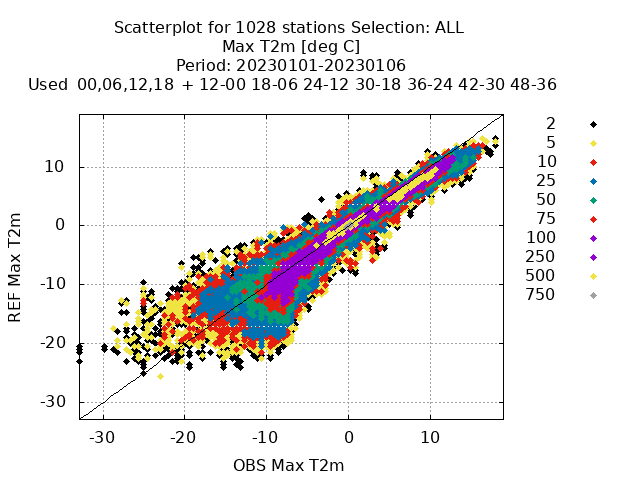 Scatterplot for 1028 stations Selection: ALL
Max T2m [deg C]
Period: 20230101-20230106
Used 00,06,12,18 + 12-00 18-06 24-12 30-18 36-24 42-30 48-36
2
5
10
25
50
75
100
250
500
750
10
0
-10
-20
-30
REF Max T2m
-30 -20 -10 0 10
OBS Max T2m